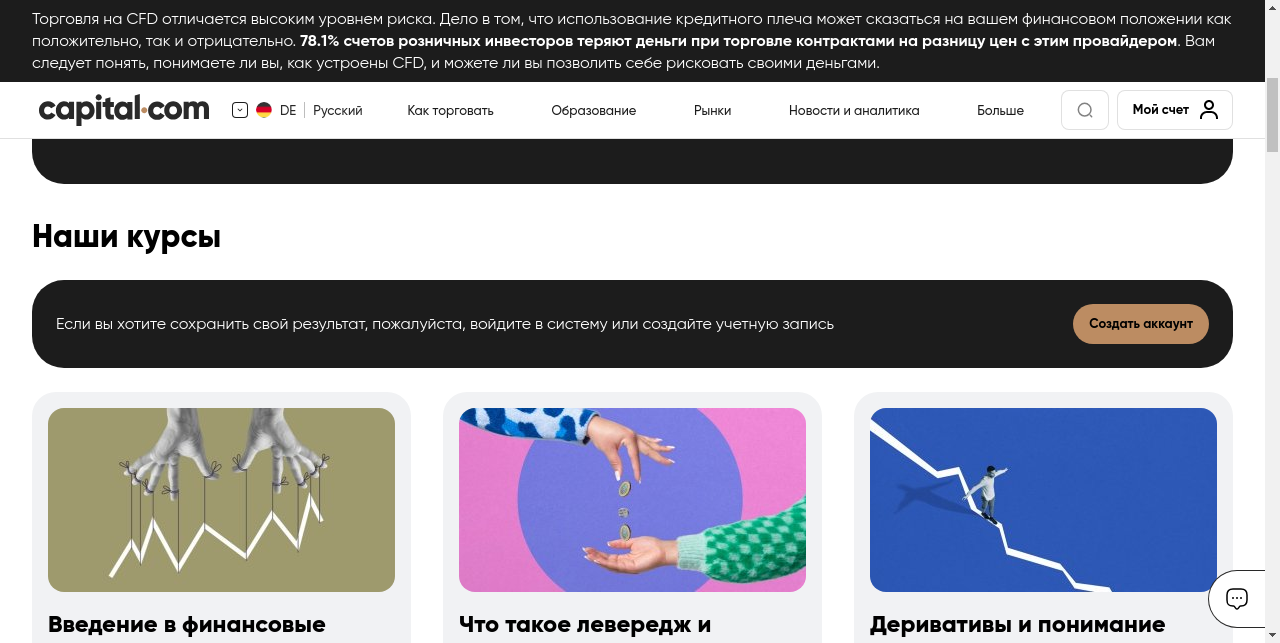 Торговля на CFD отличается высоким уровнем риска. Дело в том, что использование кредитного плеча может сказаться на вашем финансовом положении как
положительно, так и отрицательно. 78.1% счетов розничных инвесторов теряют деньги при торговле контрактами на разницу цен с этим провайдером. Вам
следует понять, понимаете ли вы, как устроены CFD, и можете ли вы позволить себе рисковать своими деньгами.
capital.com DE Русский Как торговать Образование Рынки Новости и аналитика Больше Мой счет
Наши курсы
Если вы хотите сохранить свой результат, пожалуйста, войдите в систему или создайте учетную запись
Создать аккаунт
Введение в финансовые
Что такое левередж и
Деривативы и понимание